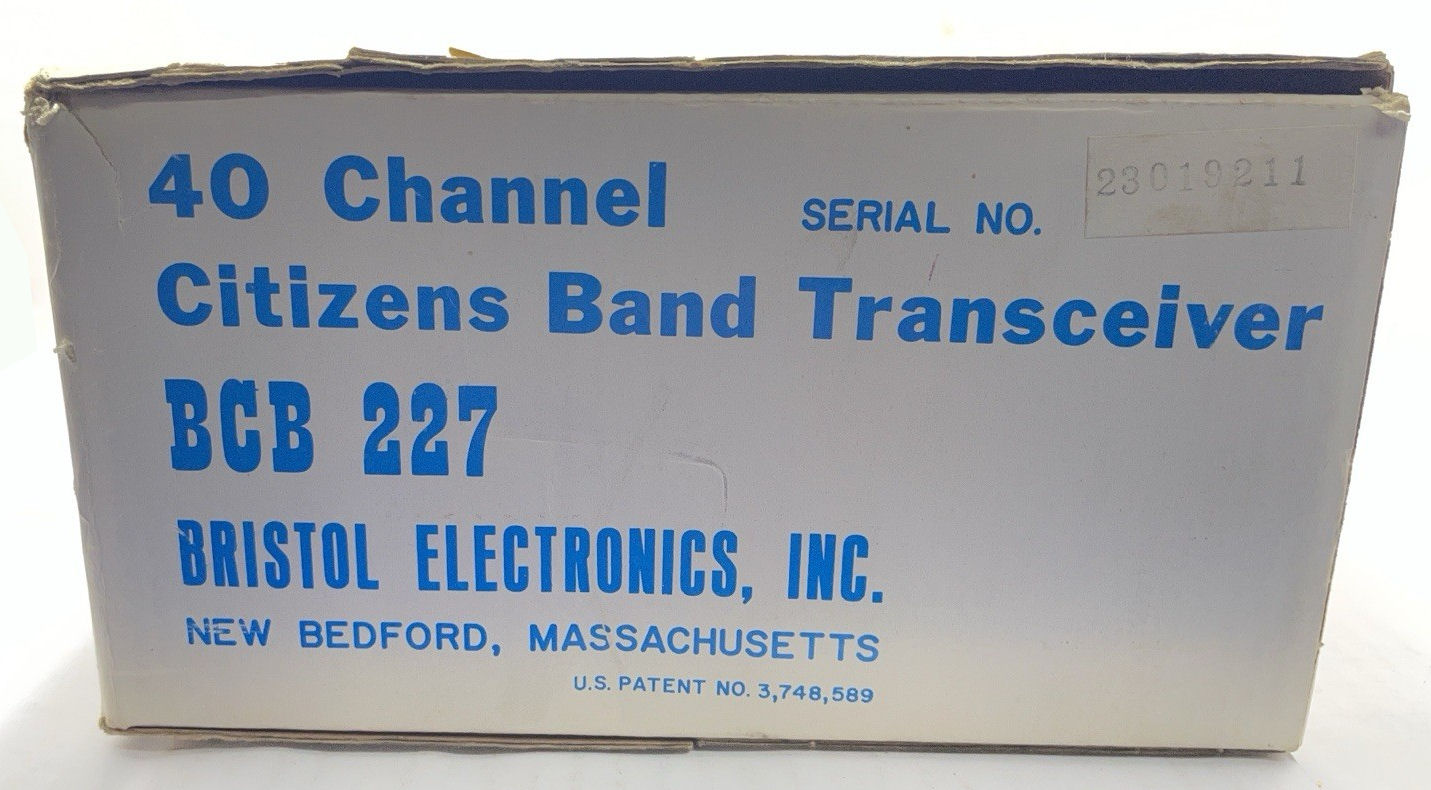 40 Channel
SERIAL NO. 23019211
Citizens Band Transceiver
BCB 227
BRISTOL ELECTRONICS, INC.
NEW BEDFORD, MASSACHUSETTS
U.S. PATENT NO. 3,748,589